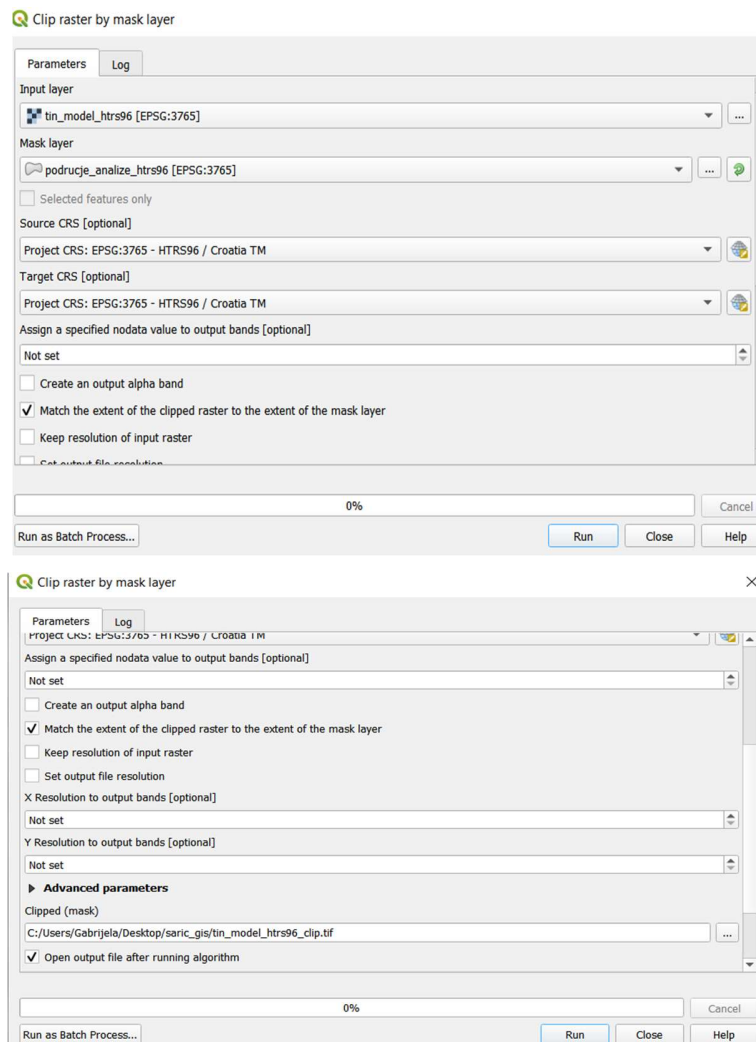 Clip raster by mask layer
Parameters Log
Input layer
tin_model_htrs96 [EPSG:3765] ...
Mask layer
podrucje_analize_htrs96 [EPSG:3765] ...
Selected features only
Source CRS [optional]
Project CRS: EPSG:3765 - HTRS96 / Croatia TM
Target CRS [optional]
Project CRS: EPSG:3765 - HTRS96 / Croatia TM
Assign a specified nodata value to output bands [optional]
Not set
Create an output alpha band
Match the extent of the clipped raster to the extent of the mask layer
Keep resolution of input raster
Set output file resolution
0% Cancel
Run as Batch Process... Run Close Help
Clip raster by mask layer
Parameters Log
Project CRS: EPSG:3765 - HTRS96 / Croatia TM
Assign a specified nodata value to output bands [optional]
Not set
Create an output alpha band
Match the extent of the clipped raster to the extent of the mask layer
Keep resolution of input raster
Set output file resolution
X Resolution to output bands [optional]
Not set
Y Resolution to output bands [optional]
Not set
Advanced parameters
Clipped (mask)
C:/Users/Gabrijela/Desktop/saric_gis/tin_model_htrs96_clip.tif ...
Open output file after running algorithm
0% Cancel
Run as Batch Process... Run Close Help